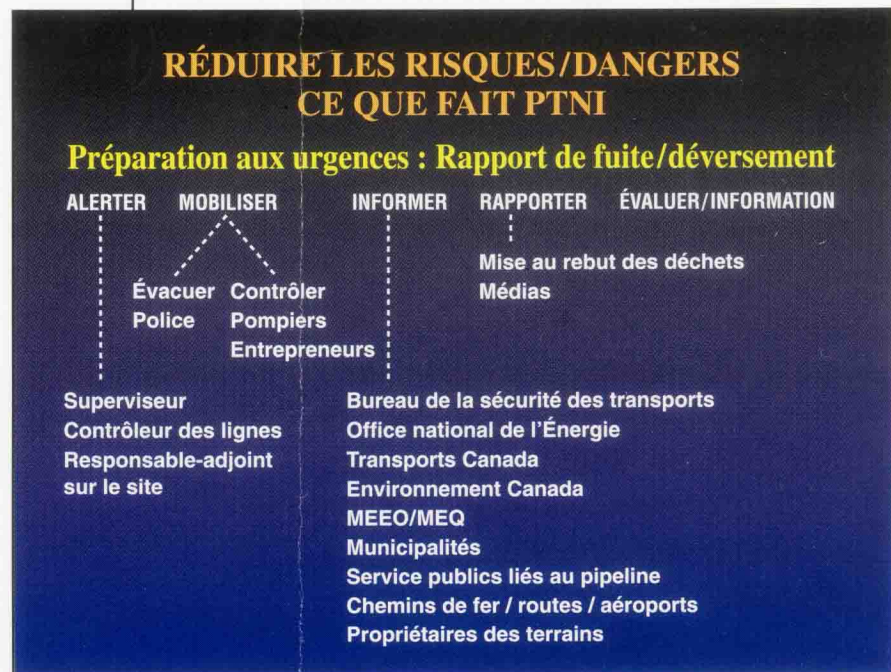 RÉDUIRE LES RISQUES/DANGERS
CE QUE FAIT PTNI
Préparation aux urgences : Rapport de fuite/déversement
ALERTER MOBILISER INFORMER RAPPORTER ÉVALUER/INFORMATION
Mise au rebut des déchets
Médias
Évacuer Contrôler
Police Pompiers
Entrepreneurs
Superviseur
Contrôleur des lignes
Responsable-adjoint
sur le site
Bureau de la sécurité des transports
Office national de l'Énergie
Transports Canada
Environnement Canada
MEEO/MEQ
Municipalités
Service publics liés au pipeline
Chemins de fer / routes / aéroports
Propriétaires des terrains